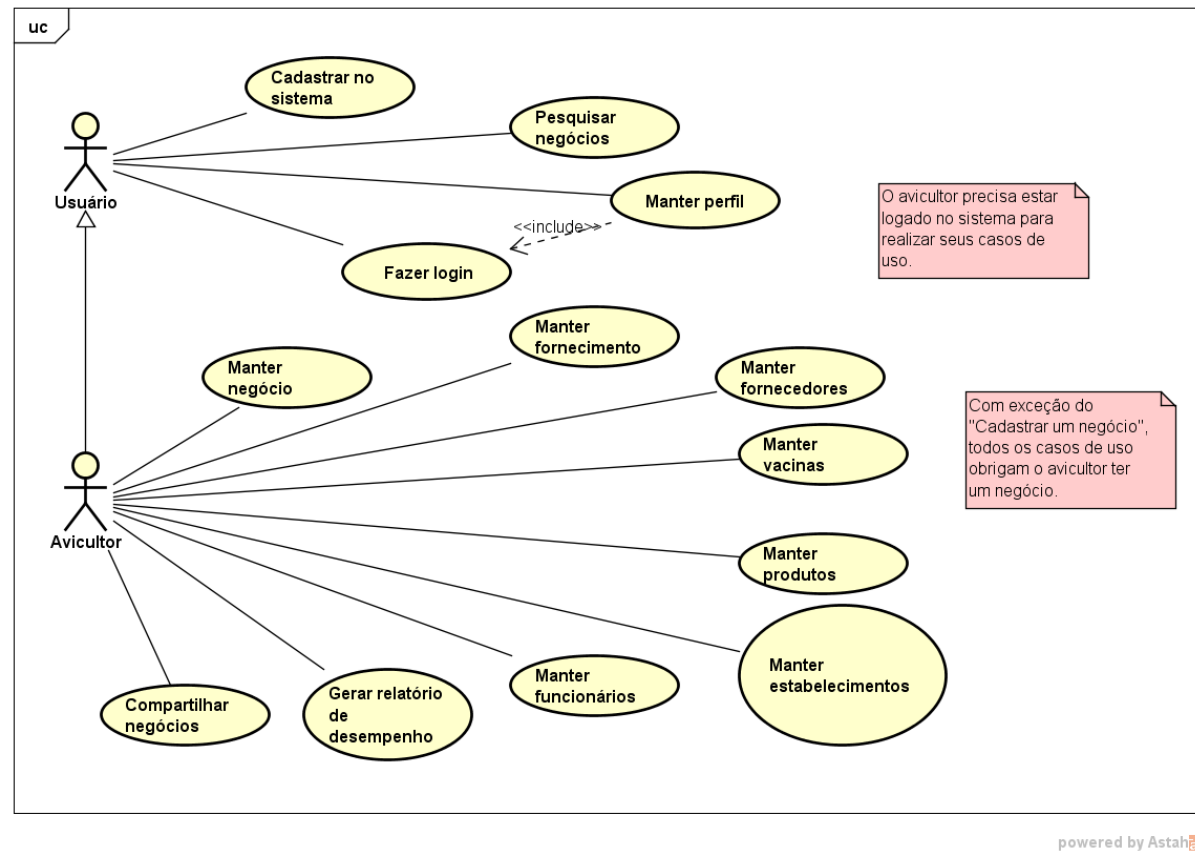 uc
Cadastrar no
sistema
Pesquisar
negócios
Usuário
Manter perfil
O avicultor precisa estar
logado no sistema para
realizar seus casos de
uso.
<<include>>
Fazer login
Manter
fornecimento
Manter
negócio
Manter
fornecedores
Com exceção do
"Cadastrar um negócio",
todos os casos de uso
obrigam o avicultor ter
um negócio.
Manter
vacinas
Avicultor
Manter
produtos
Manter
estabelecimentos
Manter
funcionários
Gerar relatório
de
desempenho
Compartilhar
negócios
powered by Astah